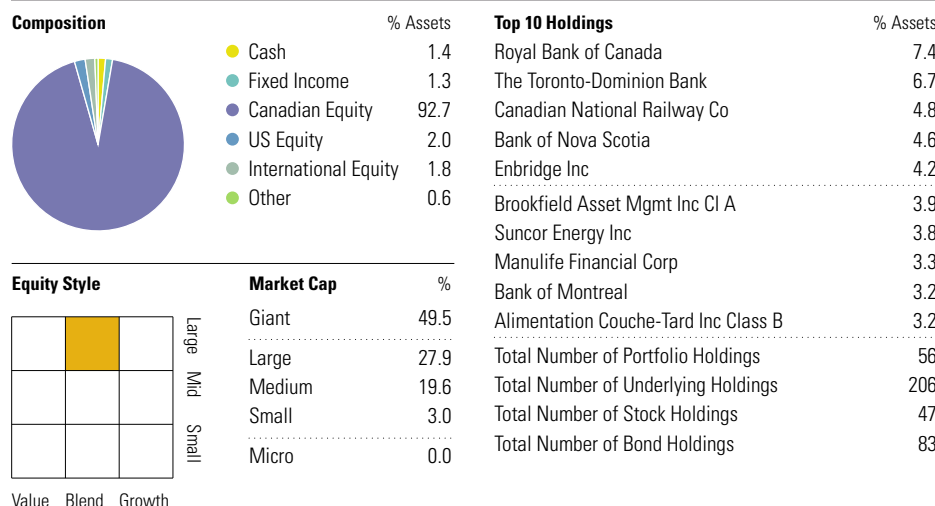 Composition % Assets
Cash 1.4
Fixed Income 1.3
Canadian Equity 92.7
US Equity 2.0
International Equity 1.8
Other 0.6
Equity Style
Large
Mid
Small
Value Blend Growth
Market Cap %
Giant 49.5
Large 27.9
Medium 19.6
Small 3.0
Micro 0.0
Top 10 Holdings % Assets
Royal Bank of Canada 7.4
The Toronto-Dominion Bank 6.7
Canadian National Railway Co 4.8
Bank of Nova Scotia 4.6
Enbridge Inc 4.2
Brookfield Asset Mgmt Inc Cl A 3.9
Suncor Energy Inc 3.8
Manulife Financial Corp 3.3
Bank of Montreal 3.2
Alimentation Couche-Tard Inc Class B 3.2
Total Number of Portfolio Holdings 56
Total Number of Underlying Holdings 206
Total Number of Stock Holdings 47
Total Number of Bond Holdings 83